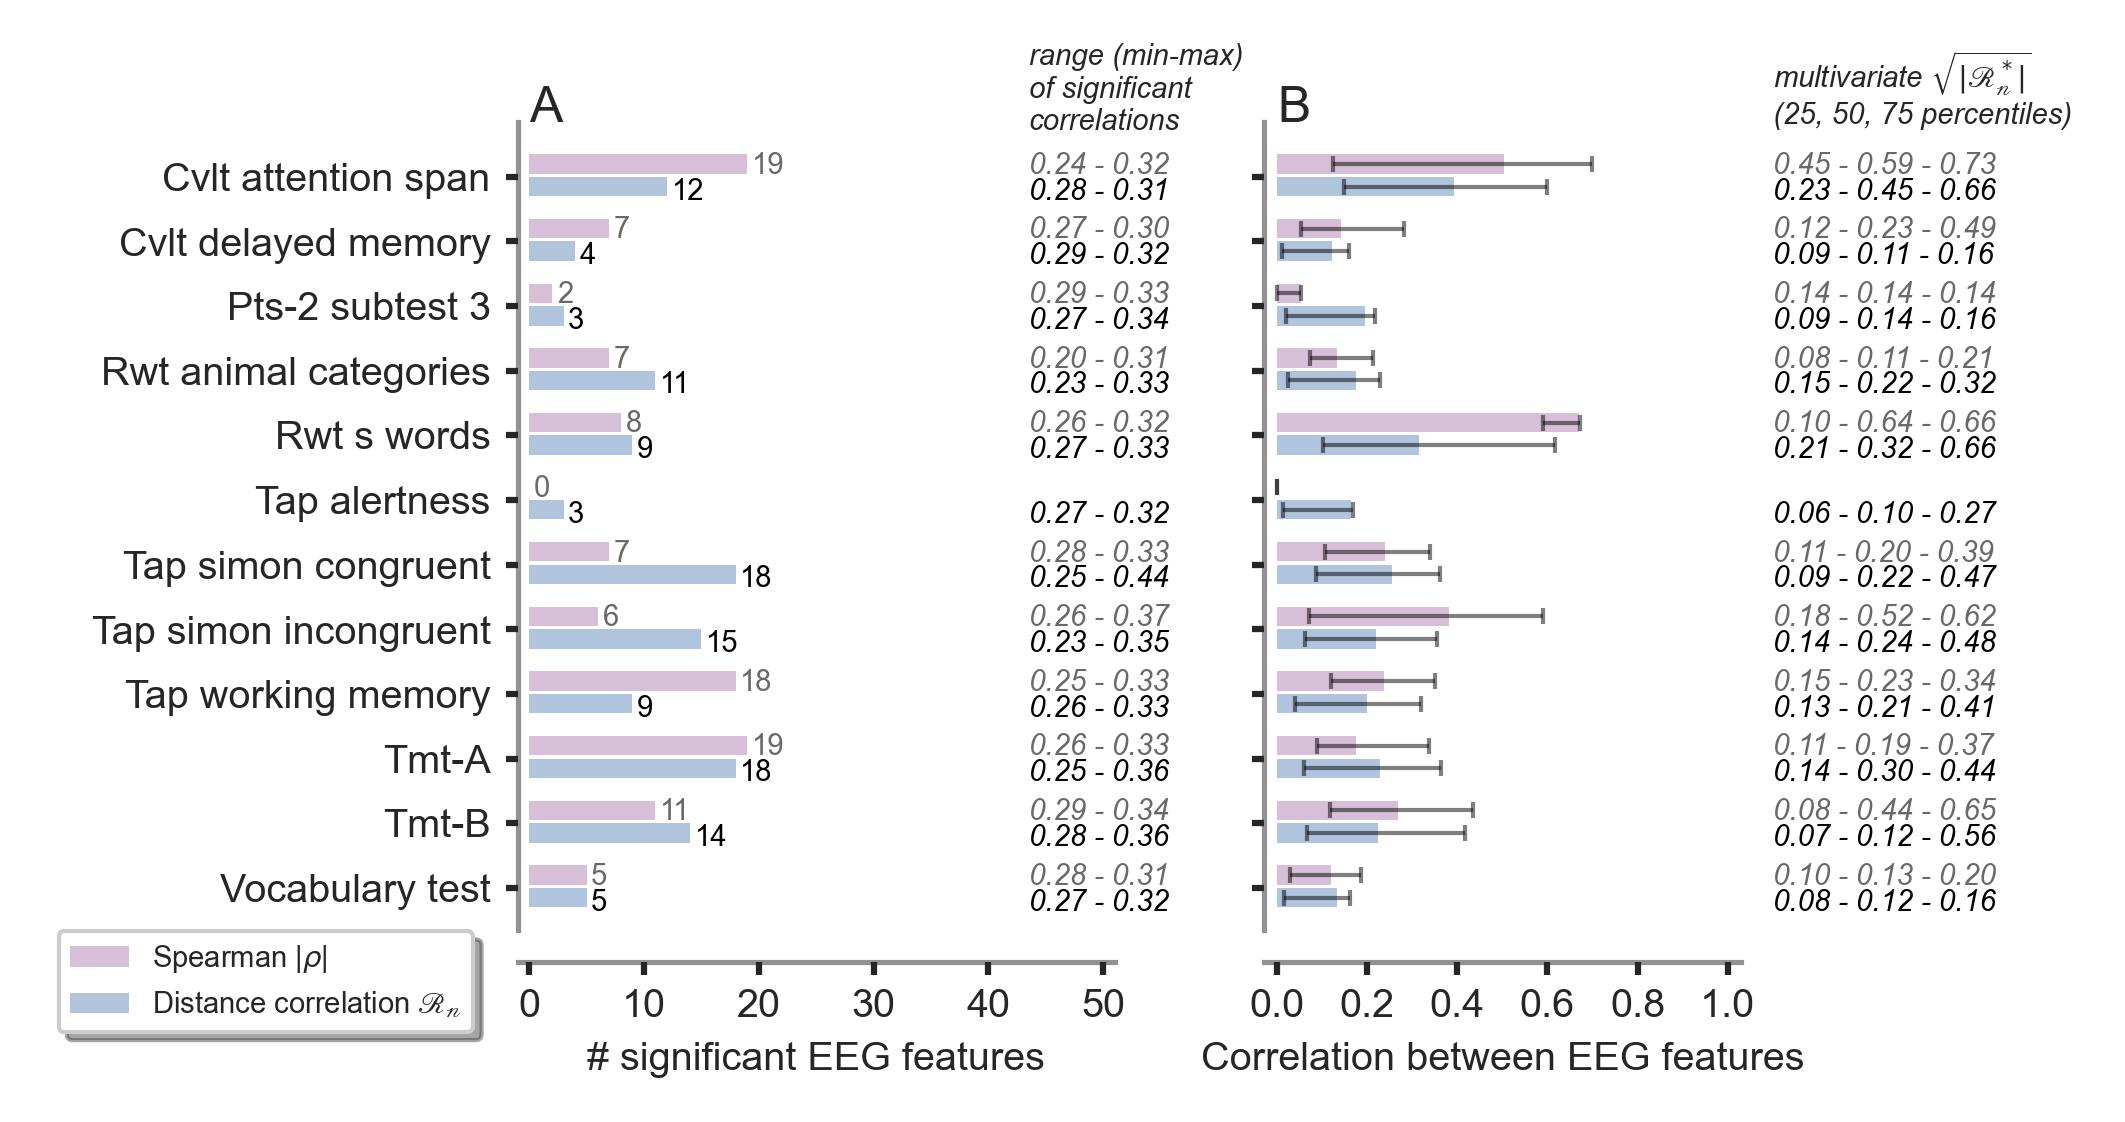 range (min-max)
of significant
correlations
multivariate √|ℛₙ*|
(25, 50, 75 percentiles)
A
B
Cvlt attention span 19 0.24 - 0.32 0.45 - 0.59 - 0.73
12 0.28 - 0.31 0.23 - 0.45 - 0.66
Cvlt delayed memory 7 0.27 - 0.30 0.12 - 0.23 - 0.49
4 0.29 - 0.32 0.09 - 0.11 - 0.16
Pts-2 subtest 3 2 0.29 - 0.33 0.14 - 0.14 - 0.14
3 0.27 - 0.34 0.09 - 0.14 - 0.16
Rwt animal categories 7 0.20 - 0.31 0.08 - 0.11 - 0.21
11 0.23 - 0.33 0.15 - 0.22 - 0.32
Rwt s words 8 0.26 - 0.32 0.10 - 0.64 - 0.66
9 0.27 - 0.33 0.21 - 0.32 - 0.66
Tap alertness 0
3 0.27 - 0.32 0.06 - 0.10 - 0.27
Tap simon congruent 7 0.28 - 0.33 0.11 - 0.20 - 0.39
18 0.25 - 0.44 0.09 - 0.22 - 0.47
Tap simon incongruent 6 0.26 - 0.37 0.18 - 0.52 - 0.62
15 0.23 - 0.35 0.14 - 0.24 - 0.48
Tap working memory 18 0.25 - 0.33 0.15 - 0.23 - 0.34
9 0.26 - 0.33 0.13 - 0.21 - 0.41
Tmt-A 19 0.26 - 0.33 0.11 - 0.19 - 0.37
18 0.25 - 0.36 0.14 - 0.30 - 0.44
Tmt-B 11 0.29 - 0.34 0.08 - 0.44 - 0.65
14 0.28 - 0.36 0.07 - 0.12 - 0.56
Vocabulary test 5 0.28 - 0.31 0.10 - 0.13 - 0.20
5 0.27 - 0.32 0.08 - 0.12 - 0.16
Spearman |ρ|
Distance correlation ℛₙ
0 10 20 30 40 50
# significant EEG features
0.0 0.2 0.4 0.6 0.8 1.0
Correlation between EEG features